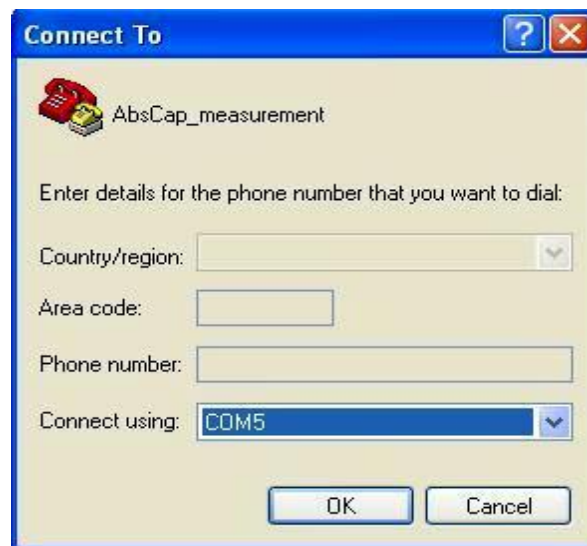 Connect To
AbsCap_measurement
Enter details for the phone number that you want to dial:
Country/region:
Area code:
Phone number:
Connect using: COM5
OK Cancel